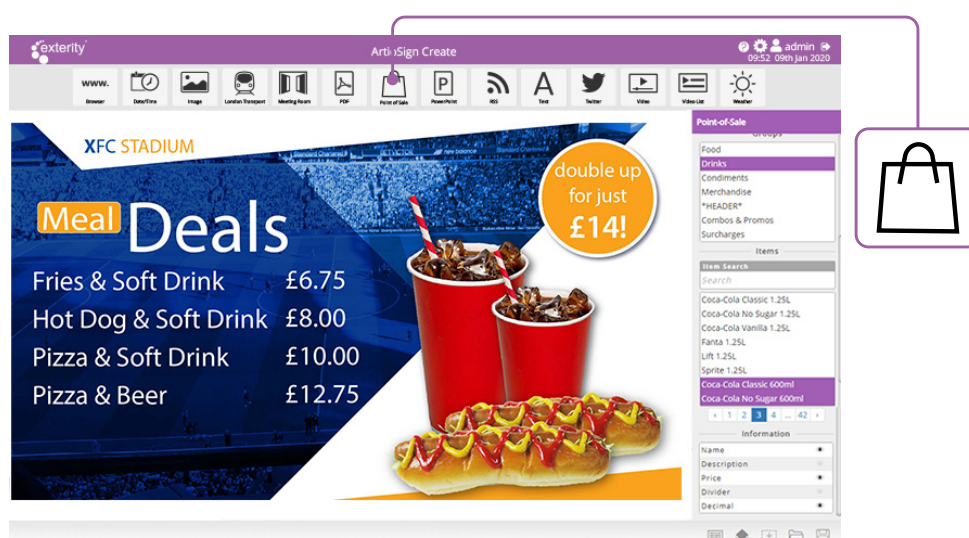 exterity
ArtioSign Create
admin
09:52 09th Jan 2020
www.
Browser
Date/Time
Image
London Transport
Meeting Room
PDF
Point of Sale
P
PowerPoint
RSS
A
Text
Twitter
Video
Video List
Weather
XFC STADIUM
Meal Deals
Fries & Soft Drink £6.75
Hot Dog & Soft Drink £8.00
Pizza & Soft Drink £10.00
Pizza & Beer £12.75
double up
for just
£14!
Point-of-Sale
Groups
Food
Drinks
Condiments
Merchandise
*HEADER*
Combos & Promos
Surcharges
Items
Item Search
Search
Coca-Cola Classic 1.25L
Coca-Cola No Sugar 1.25L
Coca-Cola Vanilla 1.25L
Fanta 1.25L
Lift 1.25L
Sprite 1.25L
Coca-Cola Classic 600ml
Coca-Cola No Sugar 600ml
‹ 1 2 3 4 ... 42 ›
Information
Name
Description
Price
Divider
Decimal